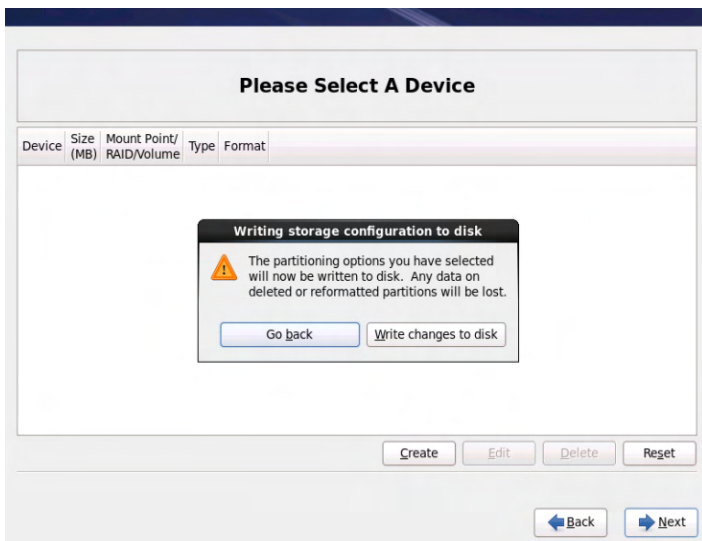 Please Select A Device
Device Size (MB) Mount Point/ RAID/Volume Type Format
Writing storage configuration to disk
The partitioning options you have selected
will now be written to disk. Any data on
deleted or reformatted partitions will be lost.
Go back Write changes to disk
Create Edit Delete Reset
Back Next